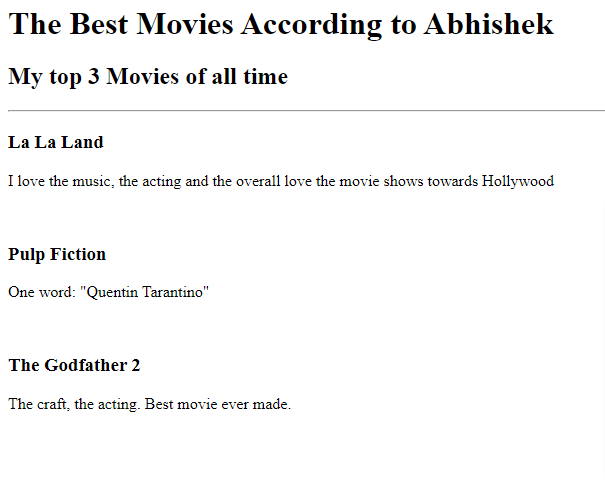 The Best Movies According to Abhishek
My top 3 Movies of all time
La La Land
I love the music, the acting and the overall love the movie shows towards Hollywood
Pulp Fiction
One word: "Quentin Tarantino"
The Godfather 2
The craft, the acting. Best movie ever made.